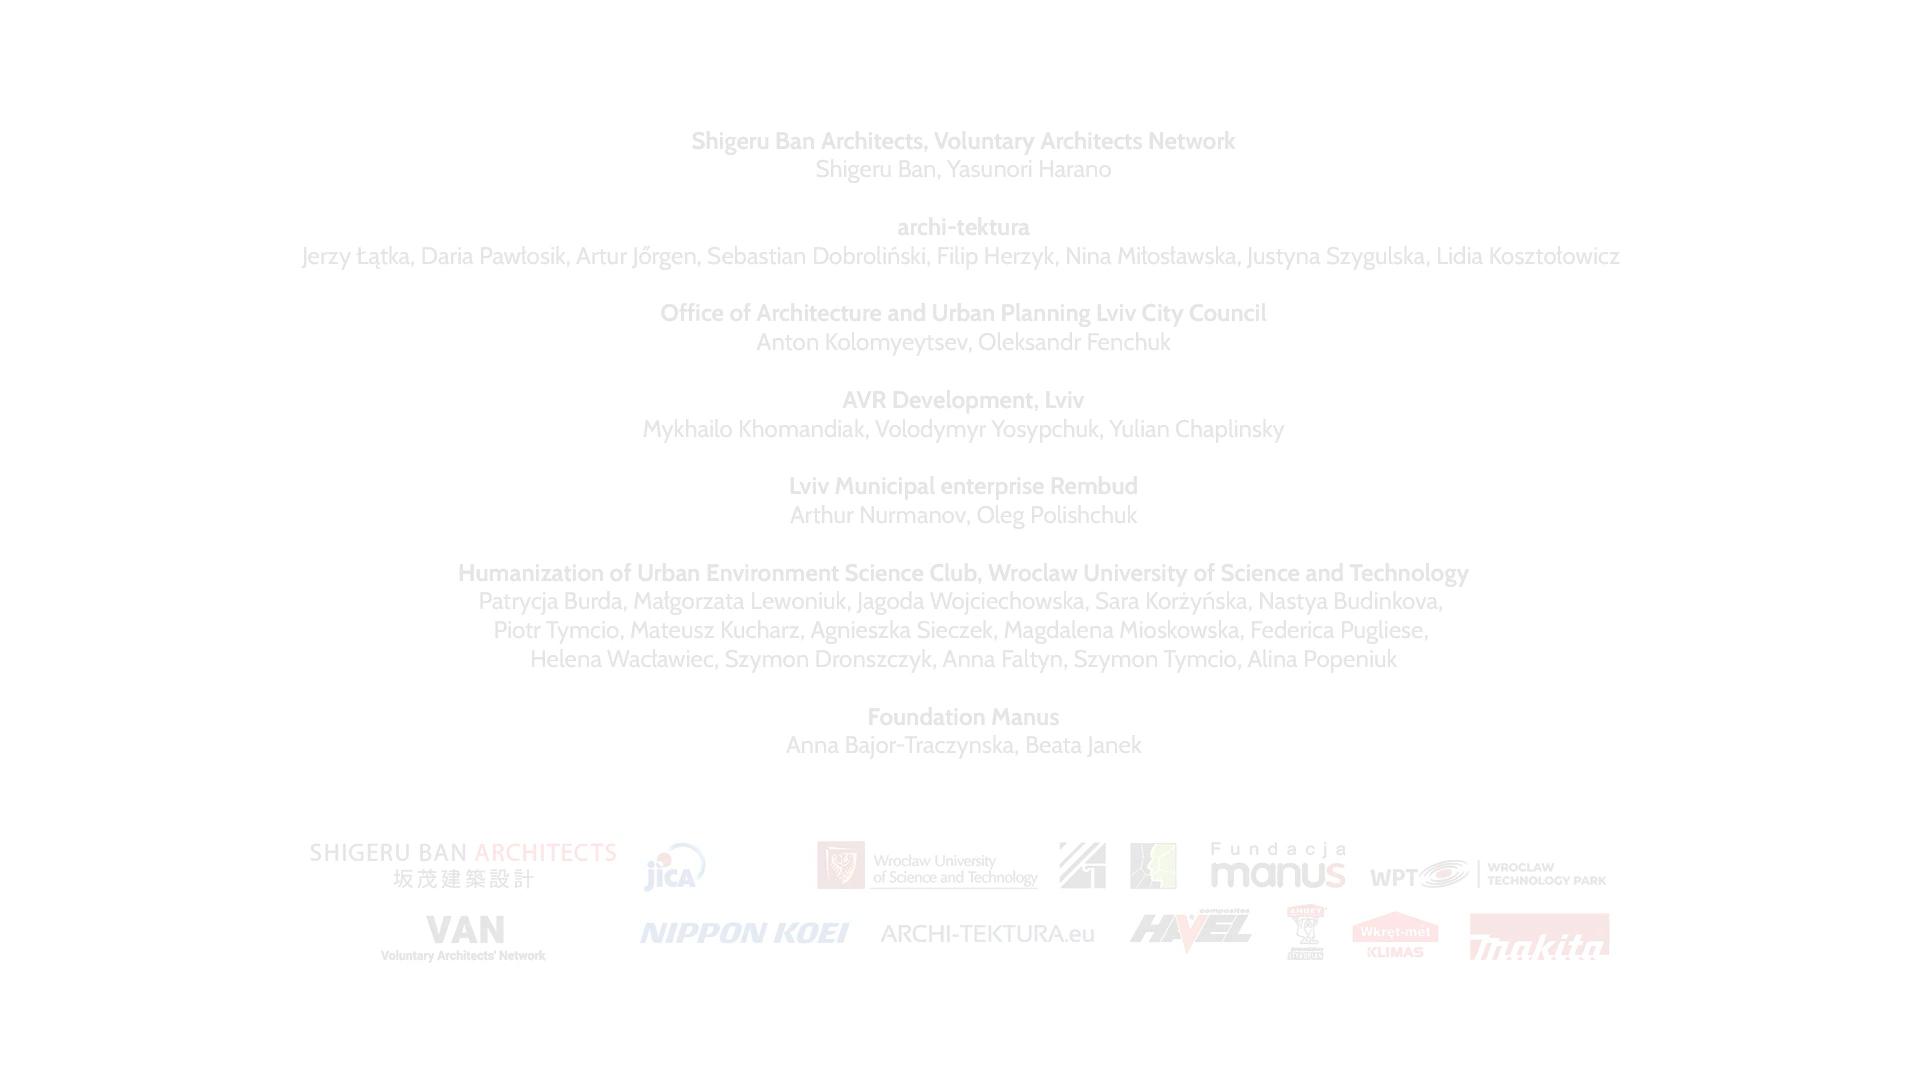 Shigeru Ban Architects, Voluntary Architects Network
Shigeru Ban, Yasunori Harano
archi-tektura
Jerzy Łątka, Daria Pawłosik, Artur Jőrgen, Sebastian Dobroliński, Filip Herzyk, Nina Miłosławska, Justyna Szygulska, Lidia Kosztołowicz
Office of Architecture and Urban Planning Lviv City Council
Anton Kolomyeytsev, Oleksandr Fenchuk
AVR Development, Lviv
Mykhailo Khomandiak, Volodymyr Yosypchuk, Yulian Chaplinsky
Lviv Municipal enterprise Rembud
Arthur Nurmanov, Oleg Polishchuk
Humanization of Urban Environment Science Club, Wroclaw University of Science and Technology
Patrycja Burda, Małgorzata Lewoniuk, Jagoda Wojciechowska, Sara Korżyńska, Nastya Budinkova,
Piotr Tymcio, Mateusz Kucharz, Agnieszka Sieczek, Magdalena Mioskowska, Federica Pugliese,
Helena Wacławiec, Szymon Dronszczyk, Anna Faltyn, Szymon Tymcio, Alina Popeniuk
Foundation Manus
Anna Bajor-Traczynska, Beata Janek
SHIGERU BAN ARCHITECTS
坂茂建築設計
jICA
Wrocław University
of Science and Technology
Fundacja
manus
WPT
WROCLAW
TECHNOLOGY PARK
VAN
Voluntary Architects' Network
NIPPON KOEI
ARCHI-TEKTURA.eu
composites
HAVEL
Wkręt-met
KLIMAS
makita